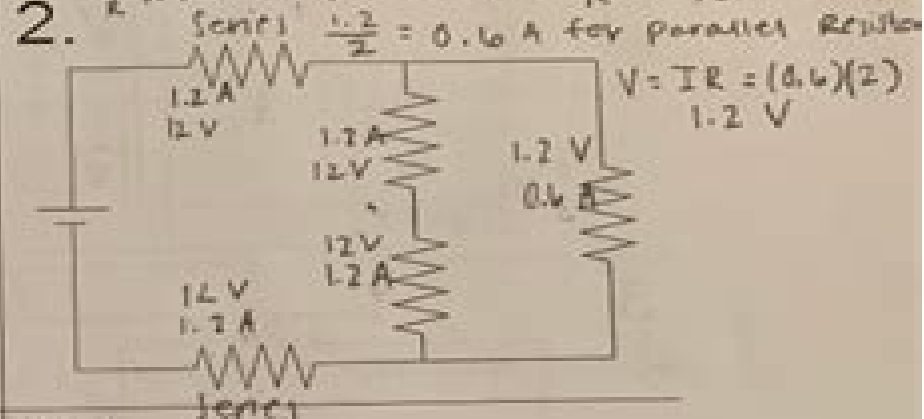 2.
Series
1.2/2 = 0.6 A for parallel
V = IR = (0.6)(2)
1.2 V
1.2 A
12 V
1.2 A
12 V
1.2 V
0.6 A
12 V
1.2 A
12 V
1.2 A
Series